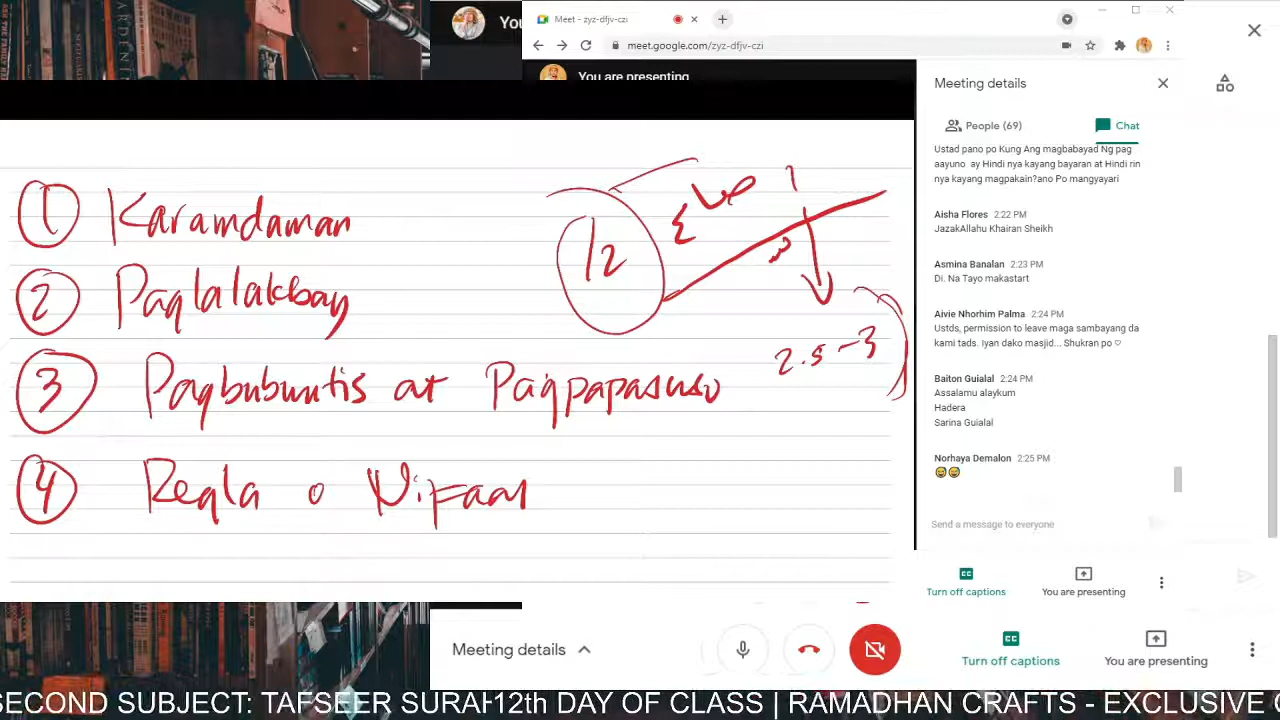 You
Meet - zyz-dfjv-czi
meet.google.com/zyz-dfjv-czi
You are presenting
Meeting details
People (69)
Chat
Ustad pano po Kung Ang magbabayad Ng pag
aayuno ay Hindi nya kayang bayaran at Hindi rin
nya kayang magpakain?ano Po mangyayari
Aisha Flores 2:22 PM
JazakAllahu Khairan Sheikh
Asmina Banalan 2:23 PM
Di. Na Tayo makastart
Aivie Nhorhim Palma 2:24 PM
Ustds, permission to leave maga sambayang da
kami tads. Iyan dako masjid... Shukran po ♡
Baiton Guialal 2:24 PM
Assalamu alaykum
Hadera
Sarina Guialal
Norhaya Demalon 2:25 PM
😅😅
Send a message to everyone
Turn off captions
You are presenting
1 Karamdaman
2 Paglalakbay
3 Pagbubuntis at Pagpapasuso
4 Regla o Nifaas
12
صاع
2.5 - 3
Meeting details
Turn off captions
You are presenting
SECOND SUBJECT: TAFSEER SURAH-12th DAY OF CLASS | RAMADHAN CRAFTS - EXCLUSIVE